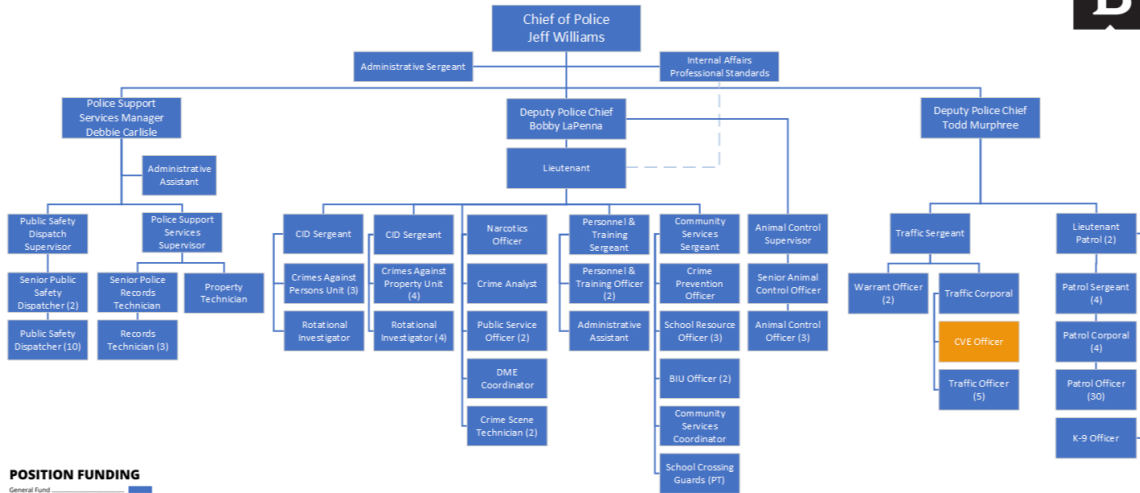 Chief of Police
Jeff Williams
Administrative Sergeant
Internal Affairs
Professional Standards
Police Support
Services Manager
Debbie Carlisle
Deputy Police Chief
Bobby LaPenna
Deputy Police Chief
Todd Murphree
Administrative
Assistant
Lieutenant
Public Safety
Dispatch
Supervisor
Police Support
Services
Supervisor
CID Sergeant
CID Sergeant
Narcotics
Officer
Personnel &
Training
Sergeant
Community
Services
Sergeant
Animal Control
Supervisor
Traffic Sergeant
Lieutenant
Patrol (2)
Senior Public
Safety
Dispatcher (2)
Senior Police
Records
Technician
Property
Technician
Crimes Against
Persons Unit (3)
Crimes Against
Property Unit
(4)
Crime Analyst
Personnel &
Training Officer
(2)
Crime
Prevention
Officer
Senior Animal
Control Officer
Warrant Officer
(2)
Traffic Corporal
Patrol Sergeant
(4)
Public Safety
Dispatcher (10)
Records
Technician (3)
Rotational
Investigator
Rotational
Investigator (4)
Public Service
Officer (2)
Administrative
Assistant
School Resource
Officer (3)
Animal Control
Officer (3)
CVE Officer
Patrol Corporal
(4)
DME
Coordinator
BIU Officer (2)
Traffic Officer
(5)
Patrol Officer
(30)
Crime Scene
Technician (2)
Community
Services
Coordinator
K-9 Officer
School Crossing
Guards (PT)
POSITION FUNDING
General Fund